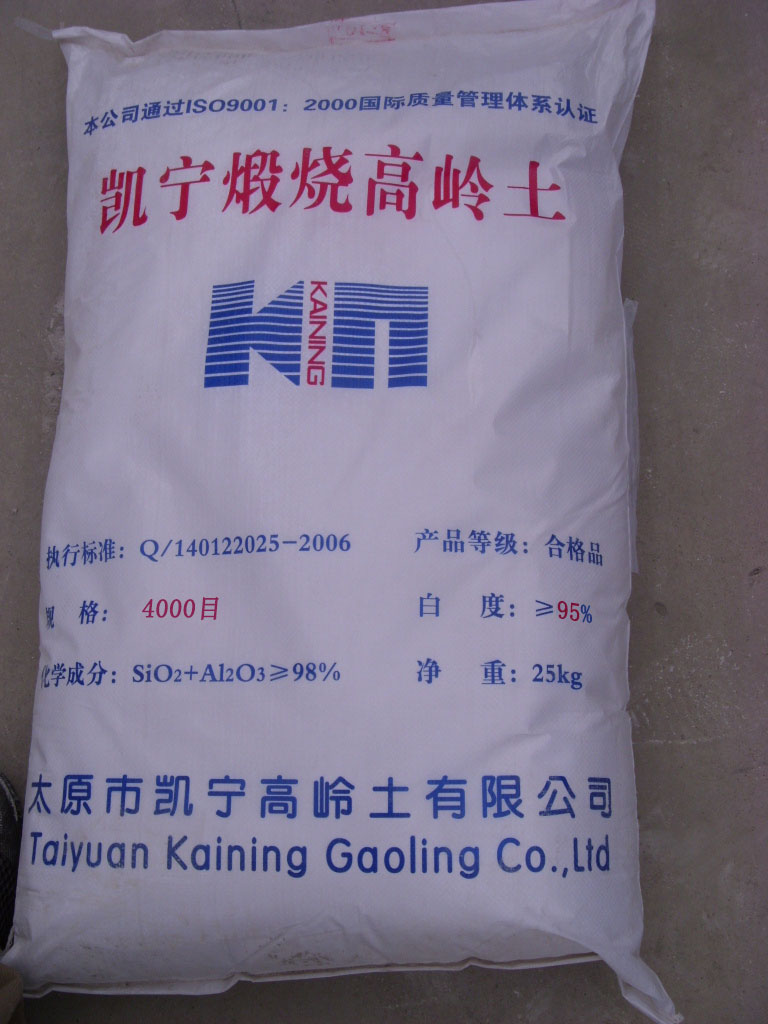 本公司通过ISO9001：2000国际质量管理体系认证
凯宁煅烧高岭土
KN
KAINING
执行标准：Q/140122025-2006 产品等级：合格品
规 格：4000目 白 度：≥95%
化学成分：SiO2+Al2O3≥98% 净 重：25kg
太原市凯宁高岭土有限公司
Taiyuan Kaining Gaoling Co.,Ltd